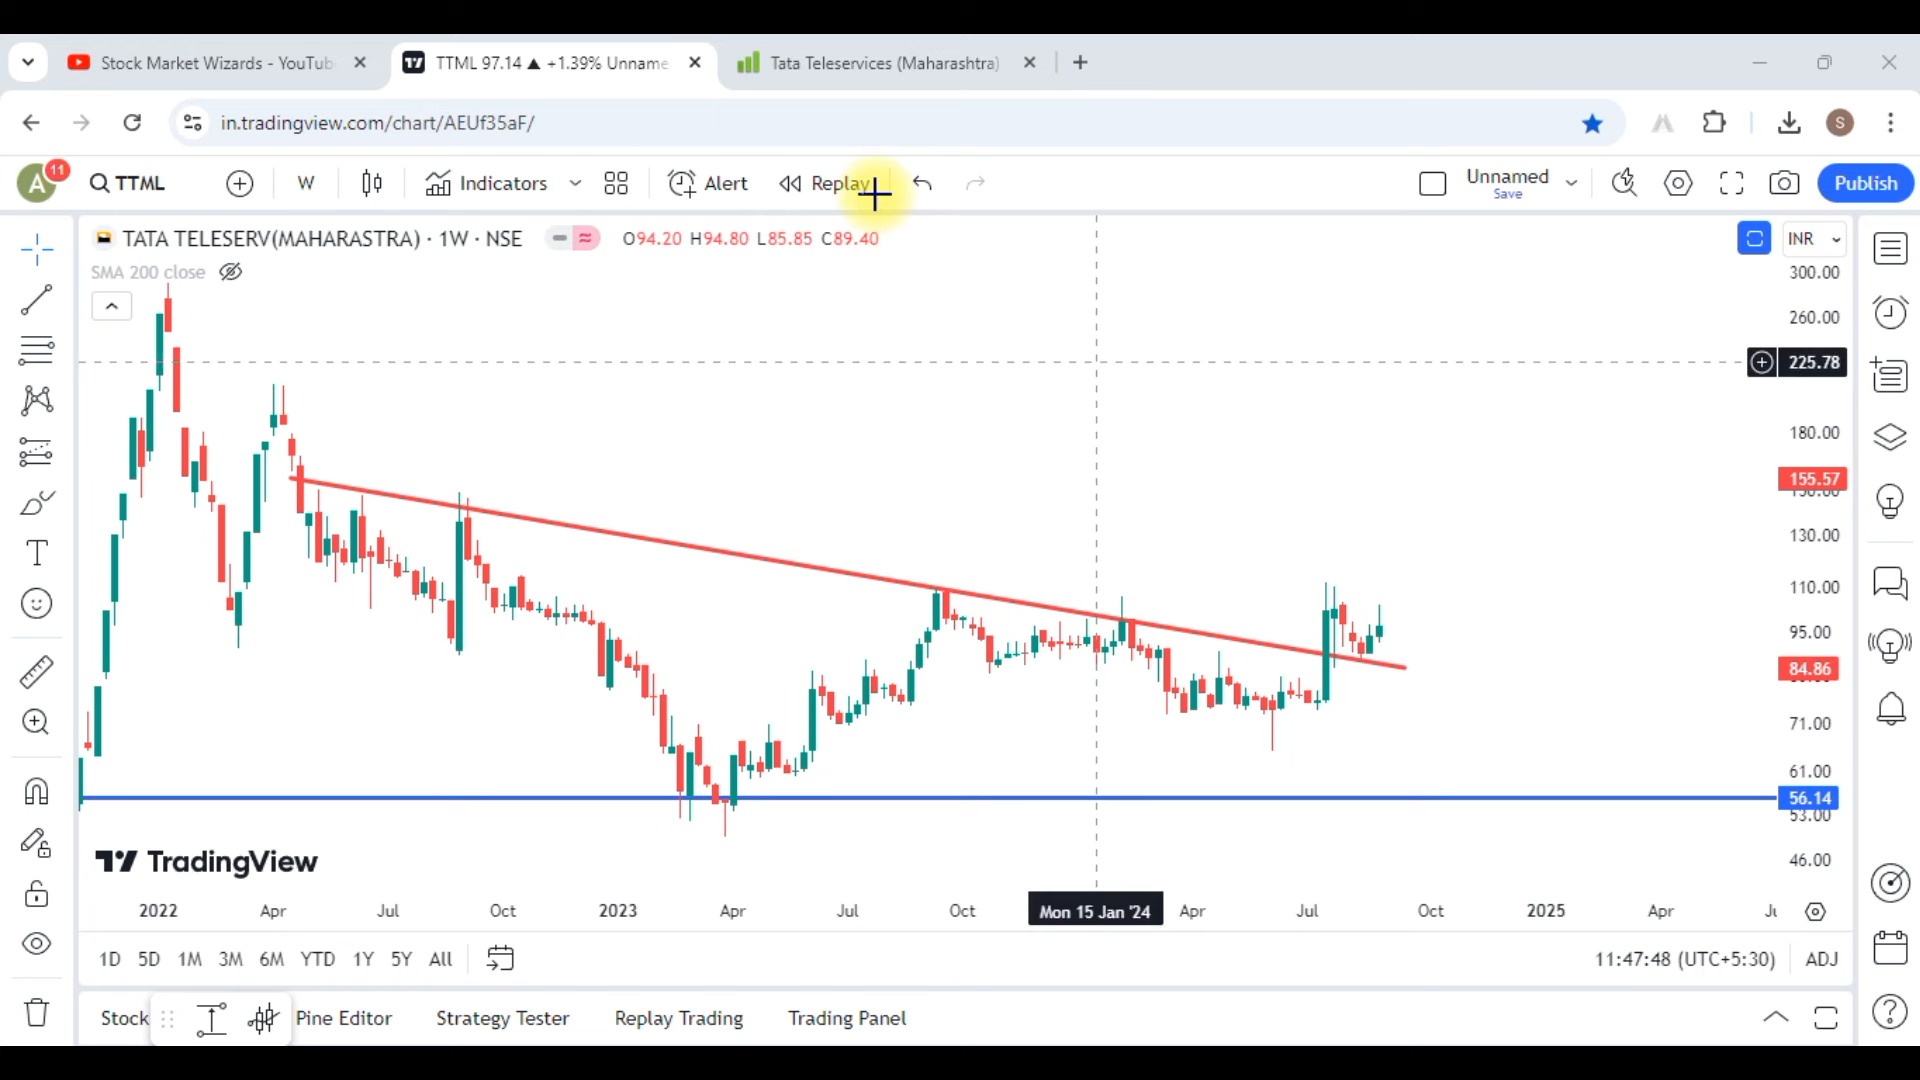 Stock Market Wizards - YouTub
TTML 97.14 ▲ +1.39% Unname
Tata Teleservices (Maharashtra)
in.tradingview.com/chart/AEUf35aF/
S
A
11
TTML
W
Indicators
Alert
Replay
Unnamed
Save
Publish
TATA TELESERV(MAHARASTRA) · 1W · NSE
O94.20 H94.80 L85.85 C89.40
INR
SMA 200 close
300.00
260.00
225.78
180.00
155.57
130.00
110.00
95.00
84.86
71.00
61.00
56.14
53.00
46.00
TradingView
2022
Apr
Jul
Oct
2023
Apr
Jul
Oct
Mon 15 Jan '24
Apr
Jul
Oct
2025
Apr
1D 5D 1M 3M 6M YTD 1Y 5Y All
11:47:48 (UTC+5:30)
ADJ
Stock
Pine Editor
Strategy Tester
Replay Trading
Trading Panel